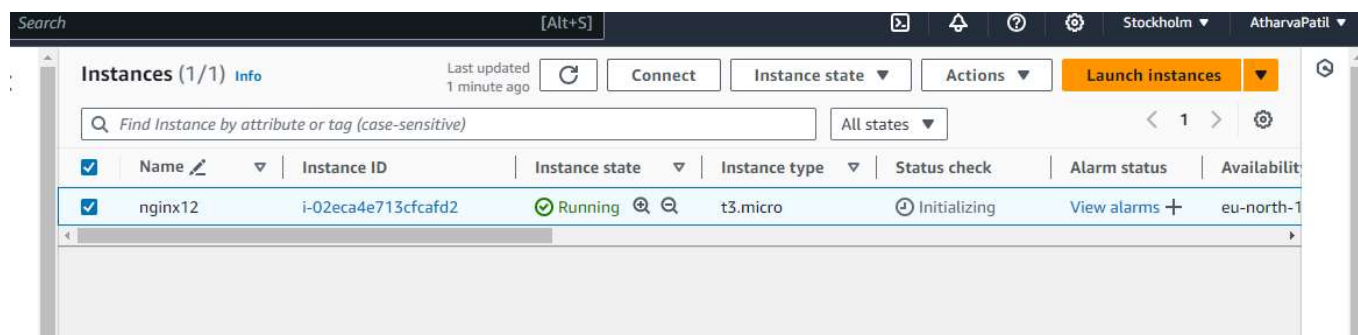 Search [Alt+S] Stockholm ▼ AtharvaPatil ▼
Instances (1/1) Info Last updated 1 minute ago Connect Instance state ▼ Actions ▼ Launch instances ▼
Find Instance by attribute or tag (case-sensitive) All states ▼ < 1 >
Name Instance ID Instance state Instance type Status check Alarm status Availabilit
nginx12 i-02eca4e713cfcafd2 Running t3.micro Initializing View alarms + eu-north-1